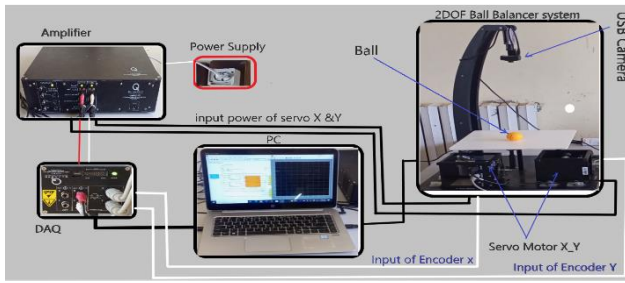 2DOF Ball Balancer system
Amplifier
Power Supply
Ball
USB Camera
input power of servo X &Y
PC
DAQ
Servo Motor X_Y
Input of Encoder x
Input of Encoder Y